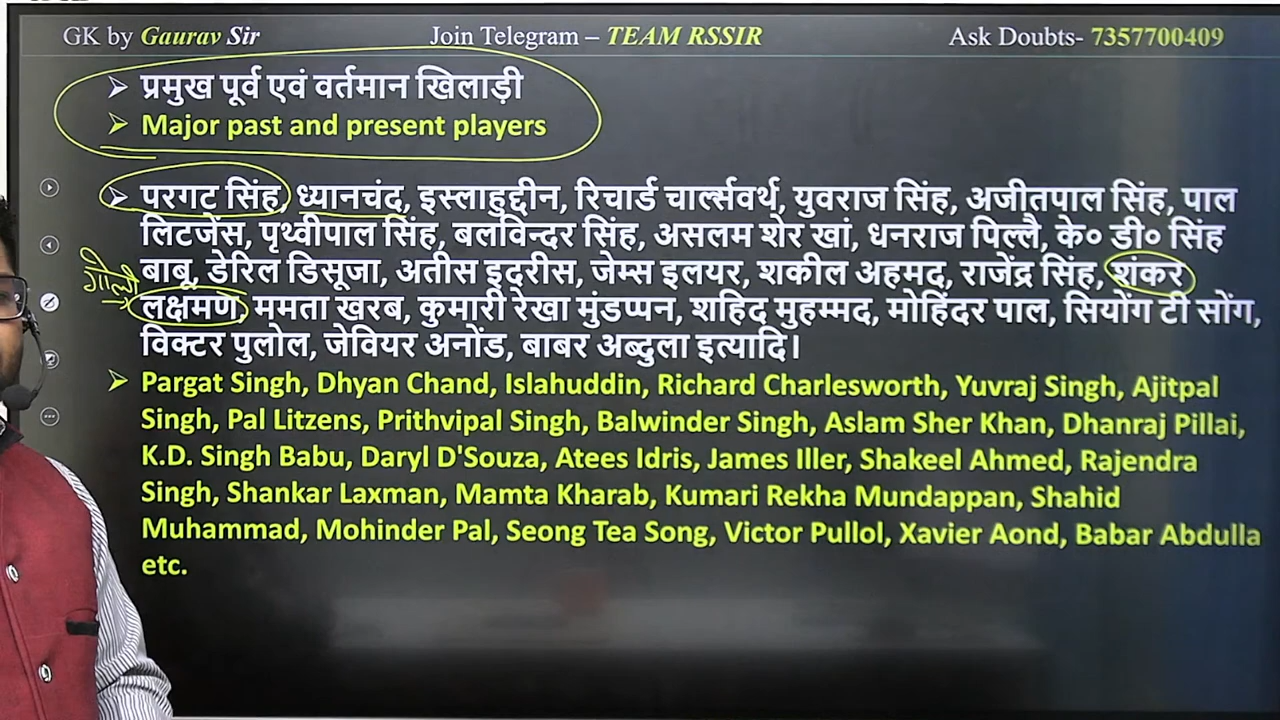 GK by Gaurav Sir Join Telegram – TEAM RSSIR Ask Doubts- 7357700409
➢ प्रमुख पूर्व एवं वर्तमान खिलाड़ी
➢ Major past and present players
➢ परगट सिंह, ध्यानचंद, इस्लाहुद्दीन, रिचार्ड चार्ल्सवर्थ, युवराज सिंह, अजीतपाल सिंह, पाल
लिटजेंस, पृथ्वीपाल सिंह, बलविन्दर सिंह, असलम शेर खां, धनराज पिल्लै, के० डी० सिंह
बाबू, डेरिल डिसूजा, अतीस इदरीस, जेम्स इलयर, शकील अहमद, राजेंद्र सिंह, शंकर
लक्षमण, ममता खरब, कुमारी रेखा मुंडप्पन, शहिद मुहम्मद, मोहिंदर पाल, सियोंग टी सोंग,
विक्टर पुलोल, जेवियर अनोंड, बाबर अब्दुला इत्यादि।
➢ Pargat Singh, Dhyan Chand, Islahuddin, Richard Charlesworth, Yuvraj Singh, Ajitpal
Singh, Pal Litzens, Prithvipal Singh, Balwinder Singh, Aslam Sher Khan, Dhanraj Pillai,
K.D. Singh Babu, Daryl D'Souza, Atees Idris, James Iller, Shakeel Ahmed, Rajendra
Singh, Shankar Laxman, Mamta Kharab, Kumari Rekha Mundappan, Shahid
Muhammad, Mohinder Pal, Seong Tea Song, Victor Pullol, Xavier Aond, Babar Abdulla
etc.